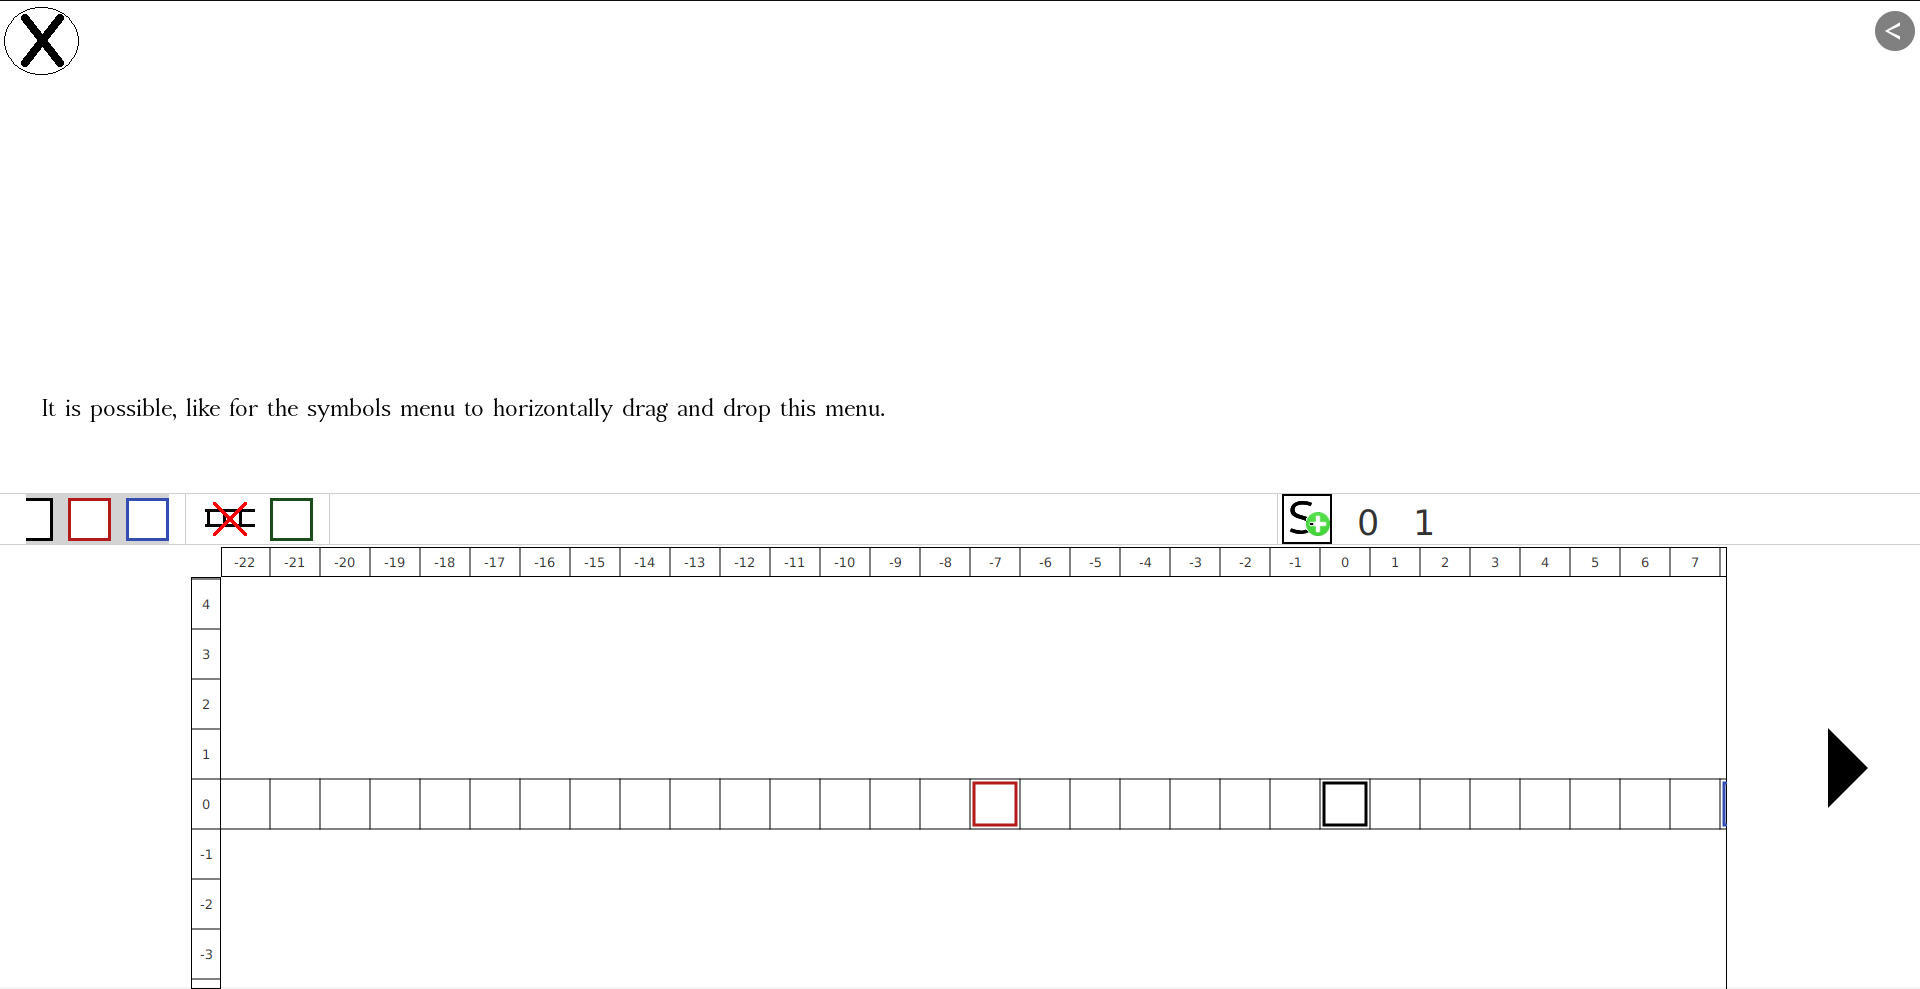 X
<
It is possible, like for the symbols menu to horizontally drag and drop this menu.
S 0 1
-22 -21 -20 -19 -18 -17 -16 -15 -14 -13 -12 -11 -10 -9 -8 -7 -6 -5 -4 -3 -2 -1 0 1 2 3 4 5 6 7
4
3
2
1
0
-1
-2
-3